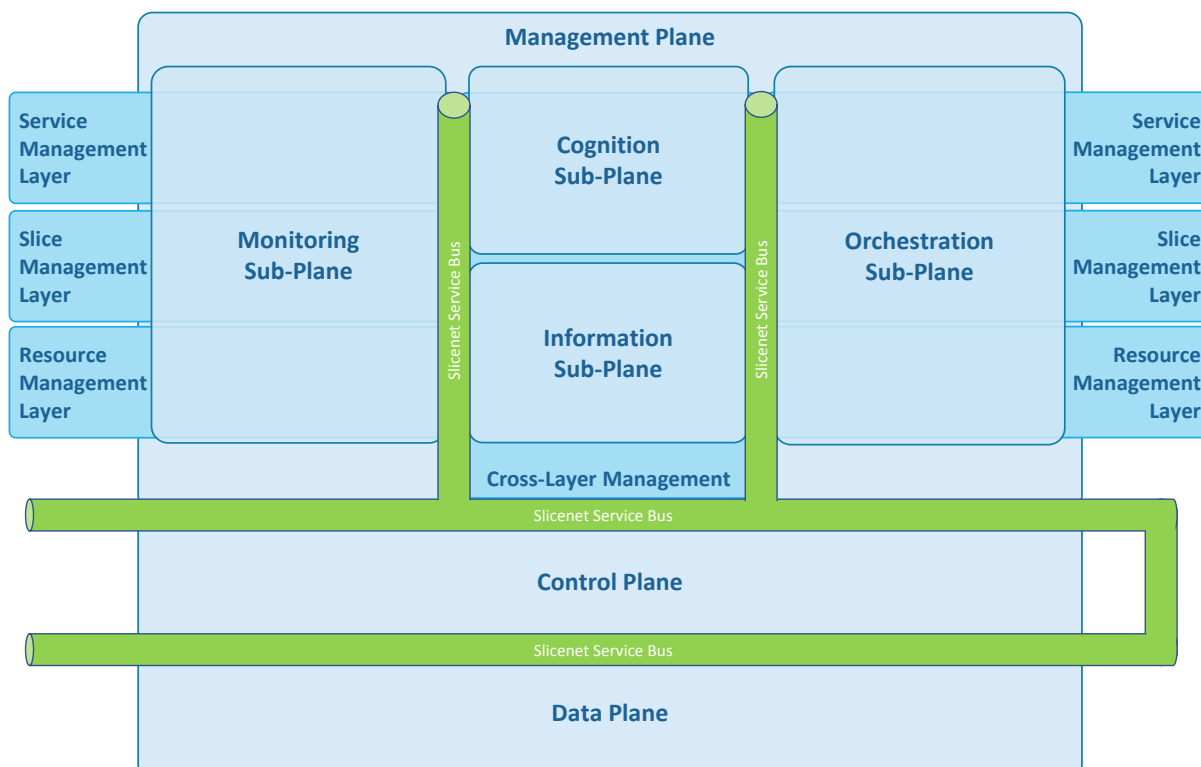 Management Plane
Service
Management
Layer
Slice
Management
Layer
Resource
Management
Layer
Monitoring
Sub-Plane
Slicenet Service Bus
Cognition
Sub-Plane
Information
Sub-Plane
Cross-Layer Management
Slicenet Service Bus
Orchestration
Sub-Plane
Service
Management
Layer
Slice
Management
Layer
Resource
Management
Layer
Slicenet Service Bus
Control Plane
Slicenet Service Bus
Data Plane